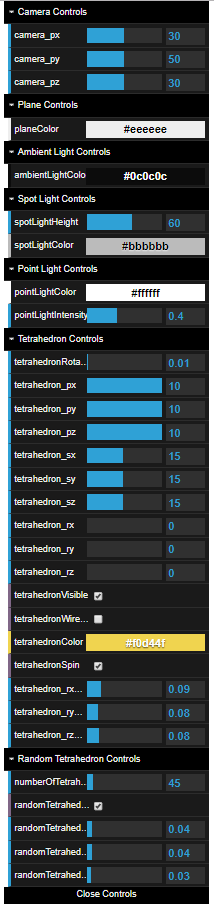 Camera Controls
camera_px 30
camera_py 50
camera_pz 30
Plane Controls
planeColor #eeeeee
Ambient Light Controls
ambientLightColo #0c0c0c
Spot Light Controls
spotLightHeight 60
spotLightColor #bbbbbb
Point Light Controls
pointLightColor #ffffff
pointLightIntensity 0.4
Tetrahedron Controls
tetrahedronRota... 0.01
tetrahedron_px 10
tetrahedron_py 10
tetrahedron_pz 10
tetrahedron_sx 15
tetrahedron_sy 15
tetrahedron_sz 15
tetrahedron_rx 0
tetrahedron_ry 0
tetrahedron_rz 0
tetrahedronVisible
tetrahedronWire...
tetrahedronColor #f0d44f
tetrahedronSpin
tetrahedron_rx... 0.09
tetrahedron_ry... 0.08
tetrahedron_rz... 0.08
Random Tetrahedron Controls
numberOfTetrah... 45
randomTetrahed...
randomTetrahed... 0.04
randomTetrahed... 0.04
randomTetrahed... 0.03
Close Controls